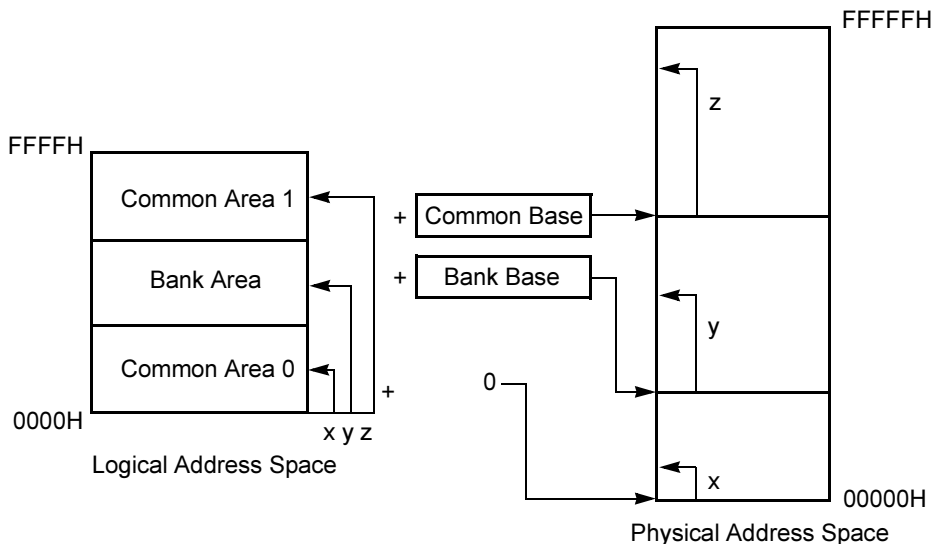 FFFFFH
z
FFFFH
Common Area 1
+ Common Base
Bank Area
+ Bank Base
y
Common Area 0
0
+
0000H
x y z
x
Logical Address Space
00000H
Physical Address Space